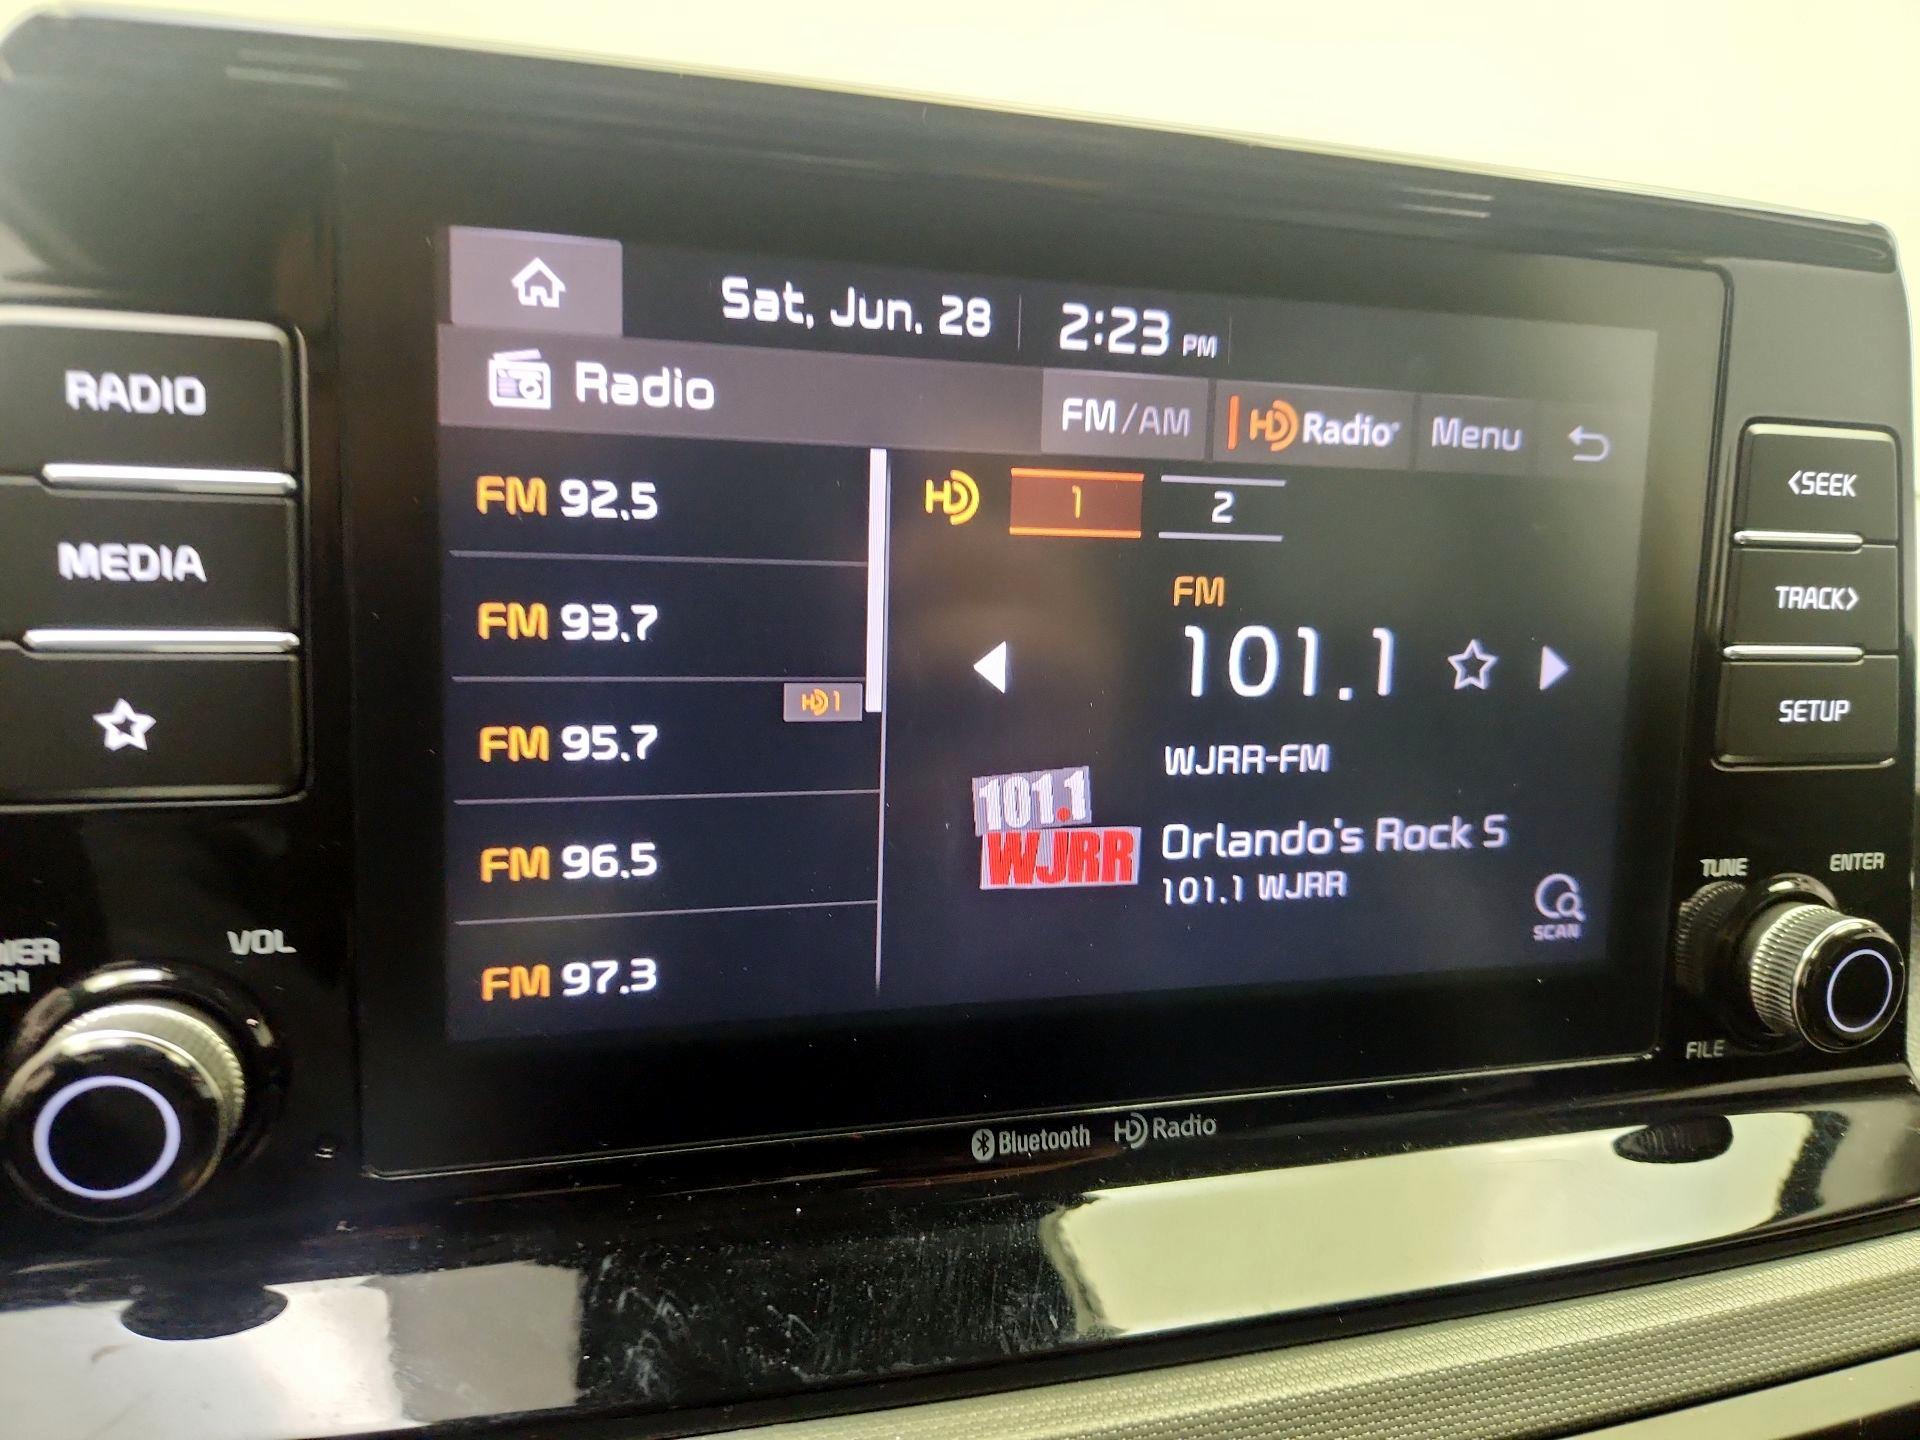 Sat, Jun. 28 2:23 PM
RADIO
Radio FM/AM HD Radio Menu
MEDIA
FM 92.5
FM 93.7
HD 1
FM 95.7
FM 96.5
FM 97.3
HD 1 2
FM
101.1
WJRR-FM
101.1
WJRR
Orlando's Rock S
101.1 WJRR
SCAN
<SEEK
TRACK>
SETUP
TUNE
ENTER
FILE
VOL
Bluetooth HD Radio